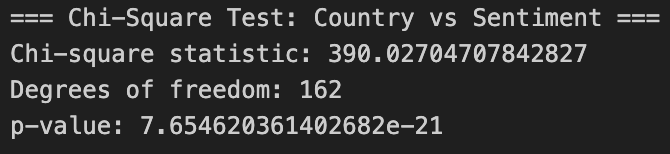 === Chi-Square Test: Country vs Sentiment ===
Chi-square statistic: 390.02704707842827
Degrees of freedom: 162
p-value: 7.654620361402682e-21